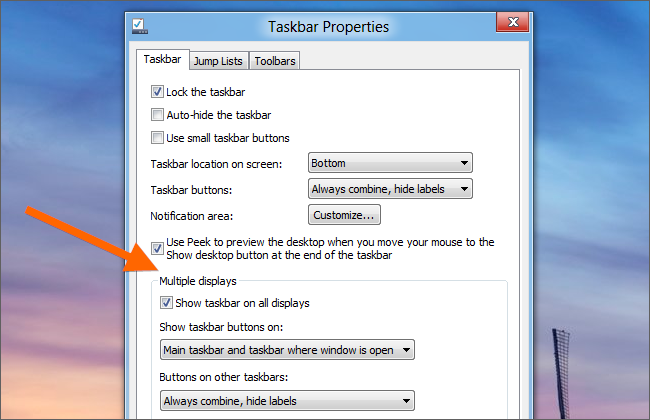 Taskbar Properties
Taskbar
Jump Lists
Toolbars
Lock the taskbar
Auto-hide the taskbar
Use small taskbar buttons
Taskbar location on screen:
Bottom
Taskbar buttons:
Always combine, hide labels
Notification area:
Customize...
Use Peek to preview the desktop when you move your mouse to the
Show desktop button at the end of the taskbar
Multiple displays
Show taskbar on all displays
Show taskbar buttons on:
Main taskbar and taskbar where window is open
Buttons on other taskbars:
Always combine, hide labels